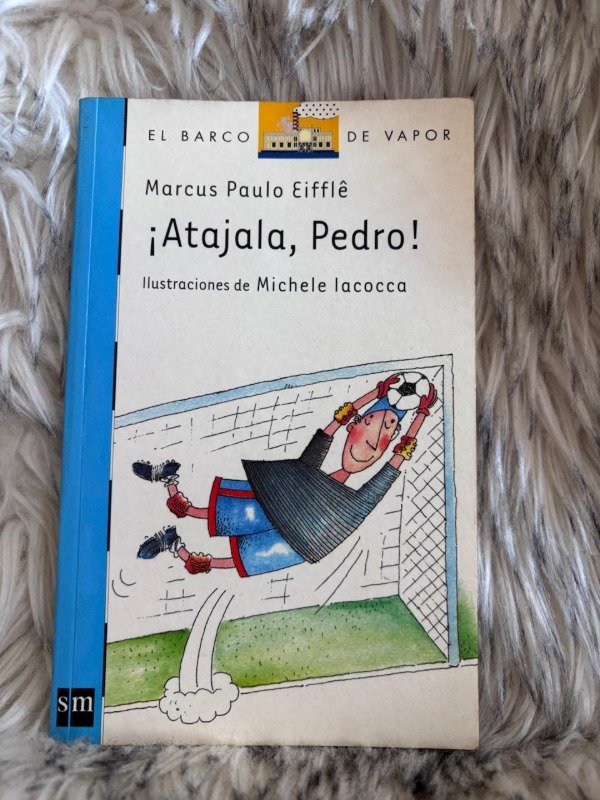 EL BARCO DE VAPOR
Marcus Paulo Eifflê
¡Atajala, Pedro!
Ilustraciones de Michele Iacocca
sm